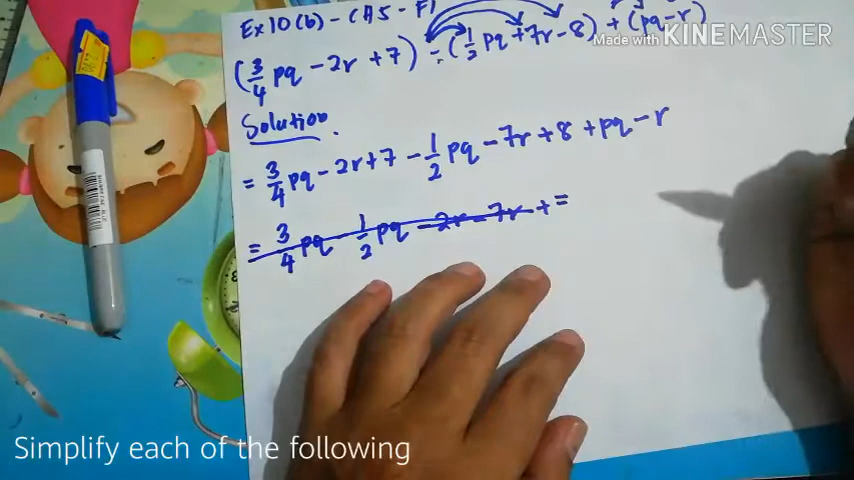 Ex 10(b) - (A5 - F)
(3/4 pq - 2r + 7) - (1/2 pq + 7r - 8) + (pq - r)
Made with KINEMASTER
Solution.
= 3/4 pq - 2r + 7 - 1/2 pq - 7r + 8 + pq - r
= 3/4 pq - 1/2 pq - 2r - 7r + =
Simplify each of the following